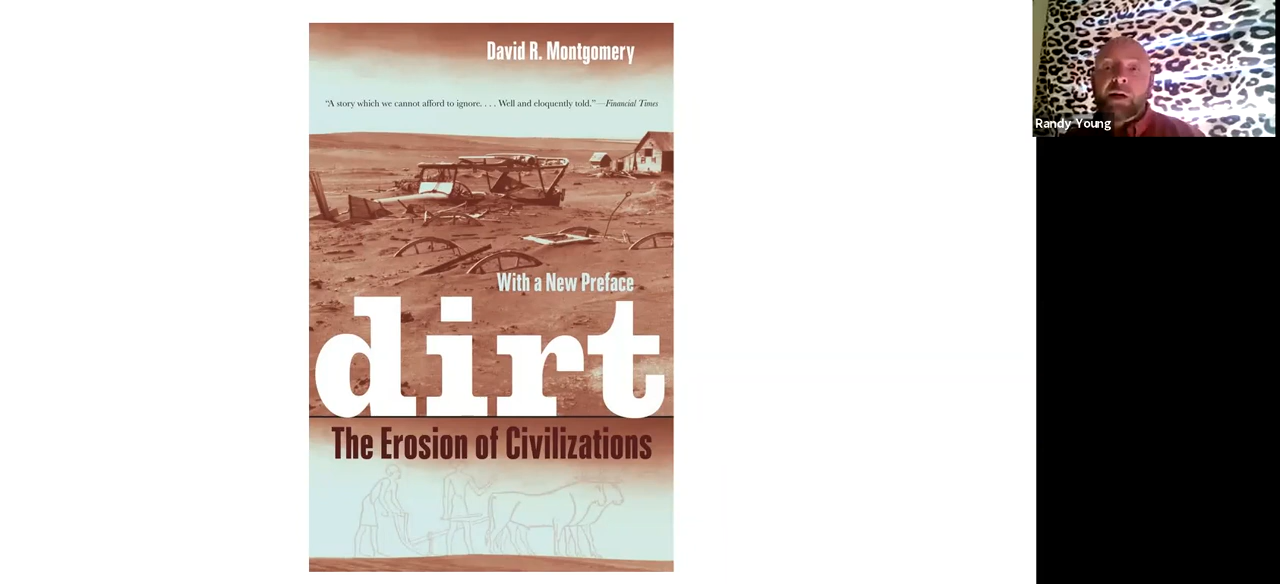 David R. Montgomery
“A story which we cannot afford to ignore. . . . Well and eloquently told.”—Financial Times
With a New Preface
dirt
The Erosion of Civilizations
Randy Young